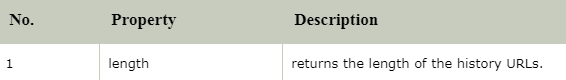 No. Property Description
1 length returns the length of the history URLs.